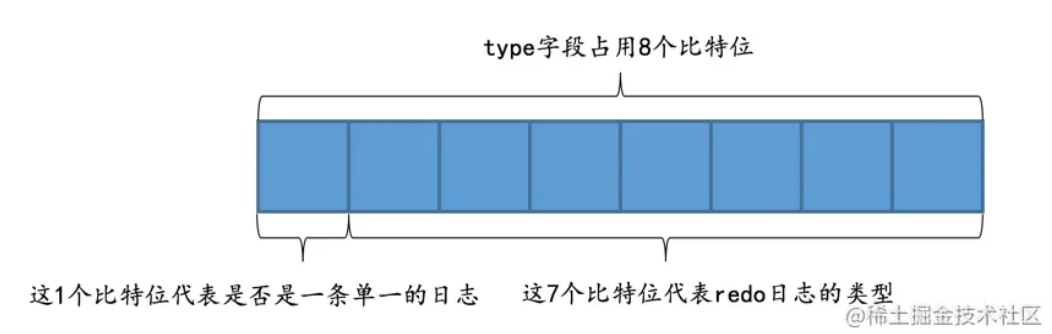 type字段占用8个比特位
这1个比特位代表是否是一条单一的日志
这7个比特位代表redo日志的类型
@稀土掘金技术社区